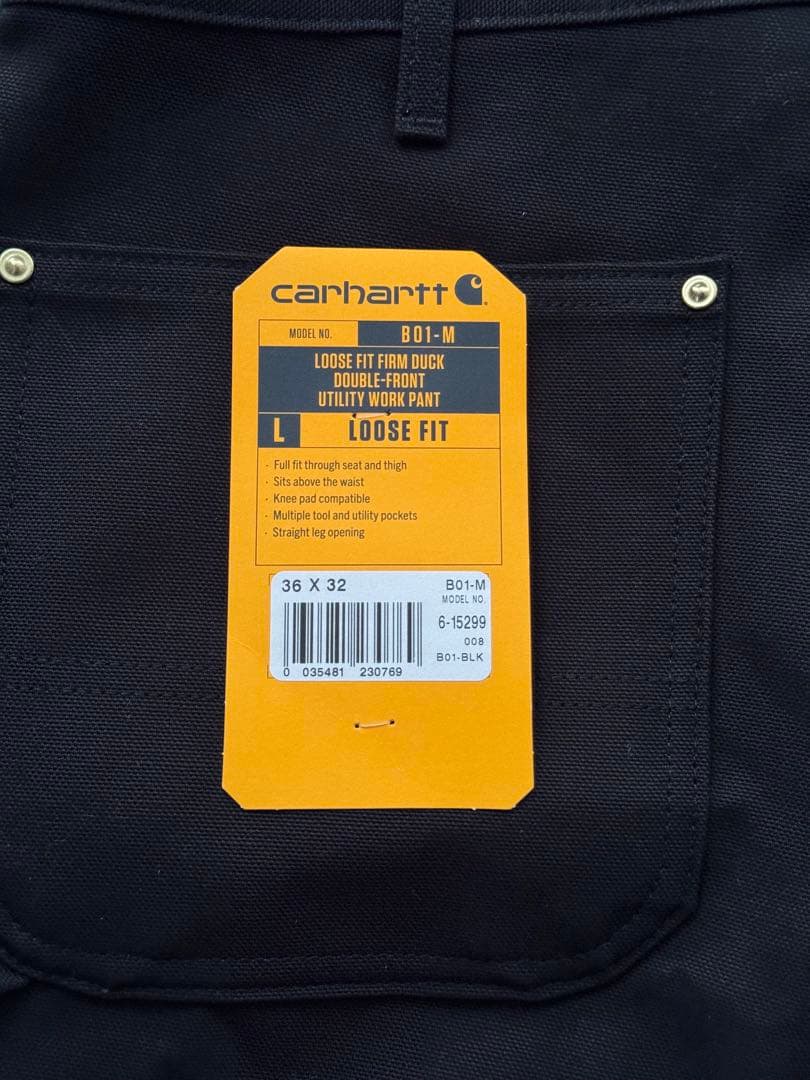 carhartt
MODEL NO. B01-M
LOOSE FIT FIRM DUCK
DOUBLE-FRONT
UTILITY WORK PANT
L LOOSE FIT
· Full fit through seat and thigh
· Sits above the waist
· Knee pad compatible
· Multiple tool and utility pockets
· Straight leg opening
36 X 32 B01-M
MODEL NO.
6-15299
008
B01-BLK
0 035481 230769